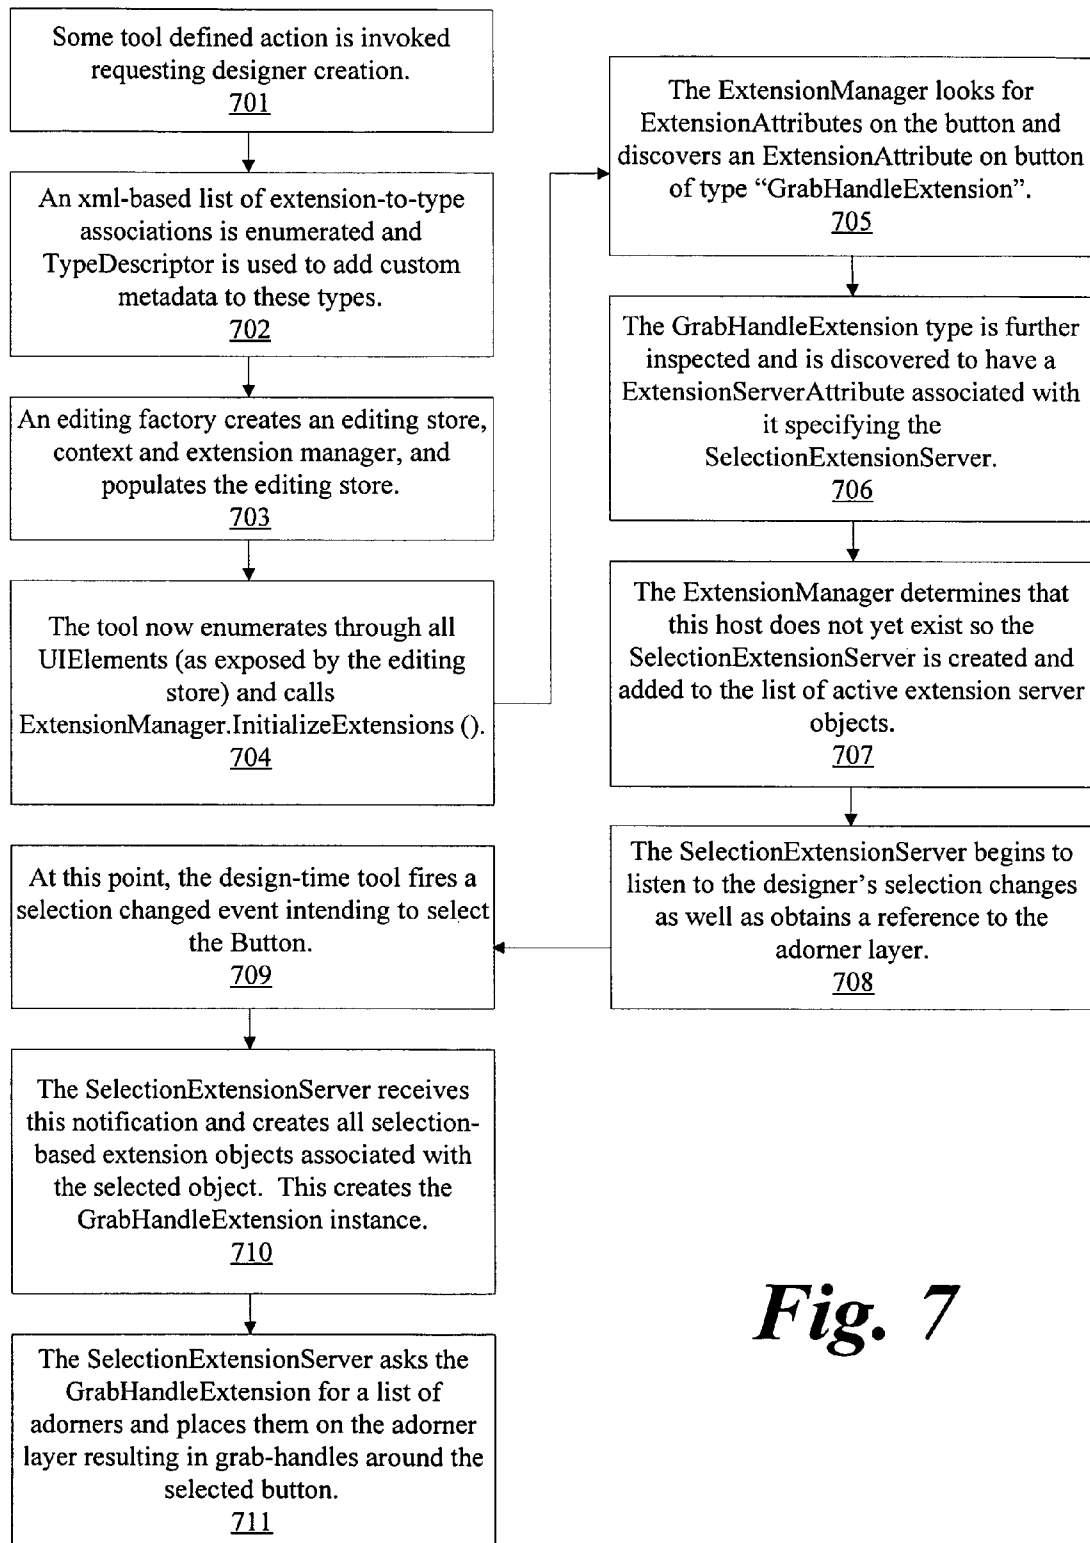 Some tool defined action is invoked
requesting designer creation.
701
An xml-based list of extension-to-type
associations is enumerated and
TypeDescriptor is used to add custom
metadata to these types.
702
An editing factory creates an editing store,
context and extension manager, and
populates the editing store.
703
The tool now enumerates through all
UIElements (as exposed by the editing
store) and calls
ExtensionManager.InitializeExtensions ().
704
The ExtensionManager looks for
ExtensionAttributes on the button and
discovers an ExtensionAttribute on button
of type “GrabHandleExtension”.
705
The GrabHandleExtension type is further
inspected and is discovered to have a
ExtensionServerAttribute associated with
it specifying the
SelectionExtensionServer.
706
The ExtensionManager determines that
this host does not yet exist so the
SelectionExtensionServer is created and
added to the list of active extension server
objects.
707
The SelectionExtensionServer begins to
listen to the designer’s selection changes
as well as obtains a reference to the
adorner layer.
708
At this point, the design-time tool fires a
selection changed event intending to select
the Button.
709
The SelectionExtensionServer receives
this notification and creates all selection-
based extension objects associated with
the selected object. This creates the
GrabHandleExtension instance.
710
The SelectionExtensionServer asks the
GrabHandleExtension for a list of
adorners and places them on the adorner
layer resulting in grab-handles around the
selected button.
711
Fig. 7